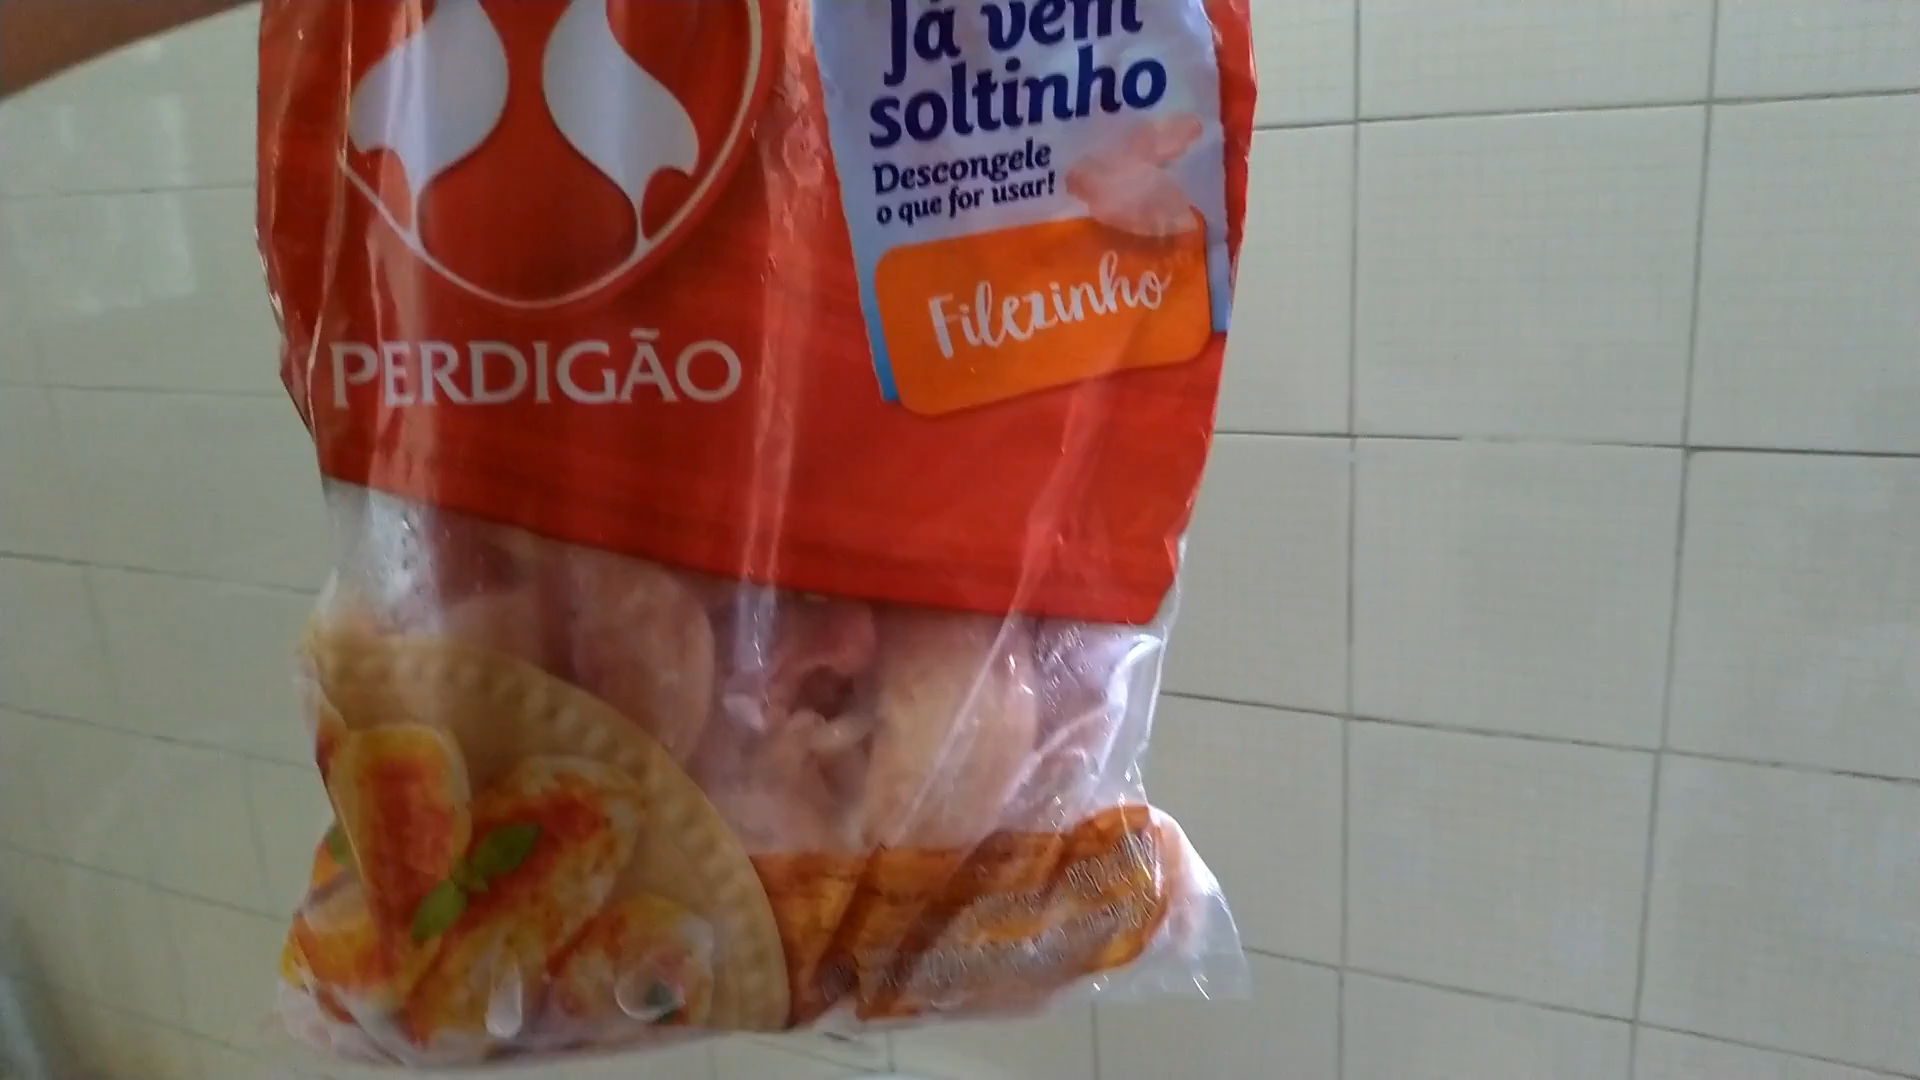 Já vem
soltinho
Descongele
o que for usar!
Filezinho
PERDIGÃO